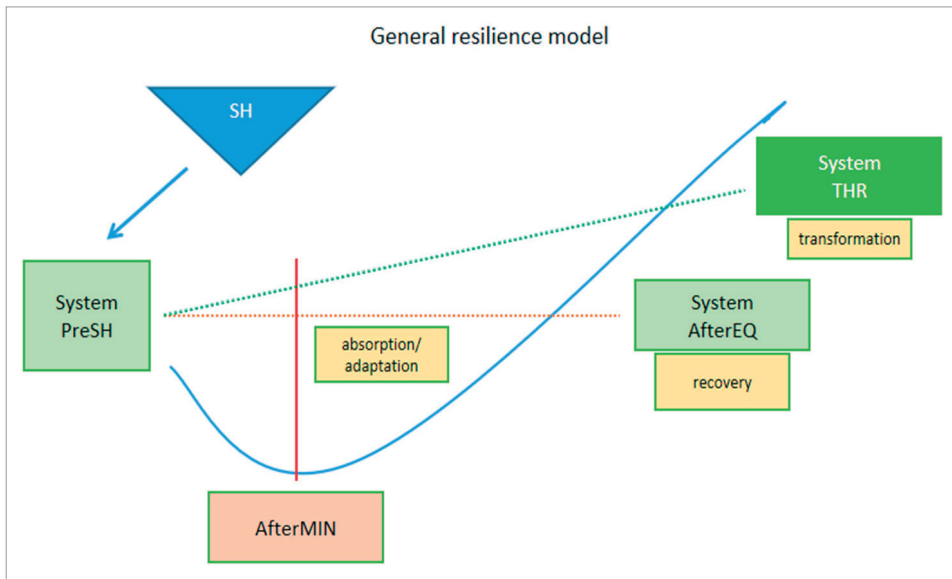 General resilience model
SH
System
THR
transformation
System
PreSH
System
AfterEQ
absorption/
adaptation
recovery
AfterMIN